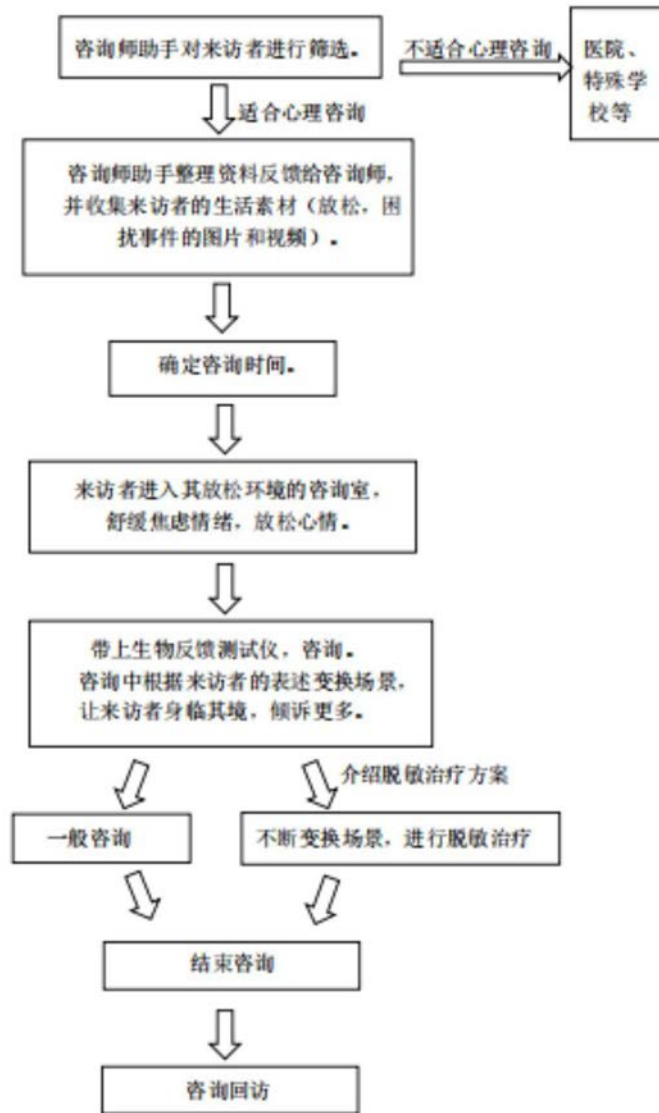 咨询师助手对来访者进行筛选。
不适合心理咨询
医院、
特殊学
校等
适合心理咨询
咨询师助手整理资料反馈给咨询师，
并收集来访者的生活素材（放松，困
扰事件的图片和视频）。
确定咨询时间。
来访者进入其放松环境的咨询室，
舒缓焦虑情绪，放松心情。
带上生物反馈测试仪，咨询。
咨询中根据来访者的表述变换场景，
让来访者身临其境，倾诉更多。
介绍脱敏治疗方案
一般咨询
不断变换场景，进行脱敏治疗
结束咨询
咨询回访